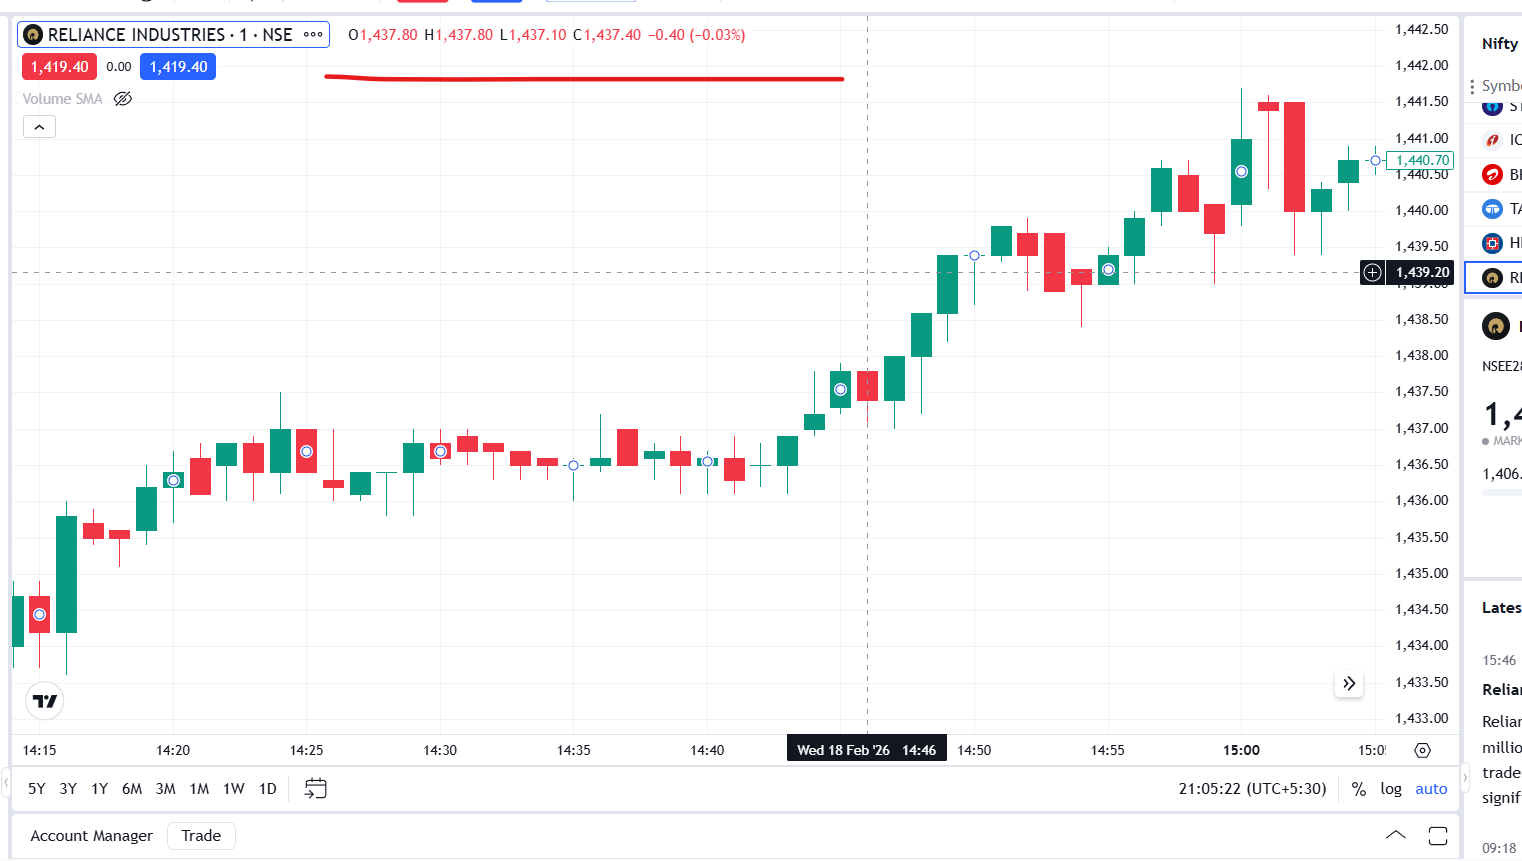 RELIANCE INDUSTRIES · 1 · NSE
O1,437.80 H1,437.80 L1,437.10 C1,437.40 −0.40 (−0.03%)
1,419.40 0.00 1,419.40
Volume SMA
1,442.50
1,442.00
1,441.50
1,441.00
1,440.70
1,440.50
1,440.00
1,439.50
1,439.20
1,438.50
1,438.00
1,437.50
1,437.00
1,436.50
1,436.00
1,435.50
1,435.00
1,434.50
1,434.00
1,433.50
1,433.00
14:15 14:20 14:25 14:30 14:35 14:40 Wed 18 Feb '26 14:46 14:50 14:55 15:00
5Y 3Y 1Y 6M 3M 1M 1W 1D
21:05:22 (UTC+5:30) % log auto
Account Manager Trade
Nifty
NSE
15:46
09:18